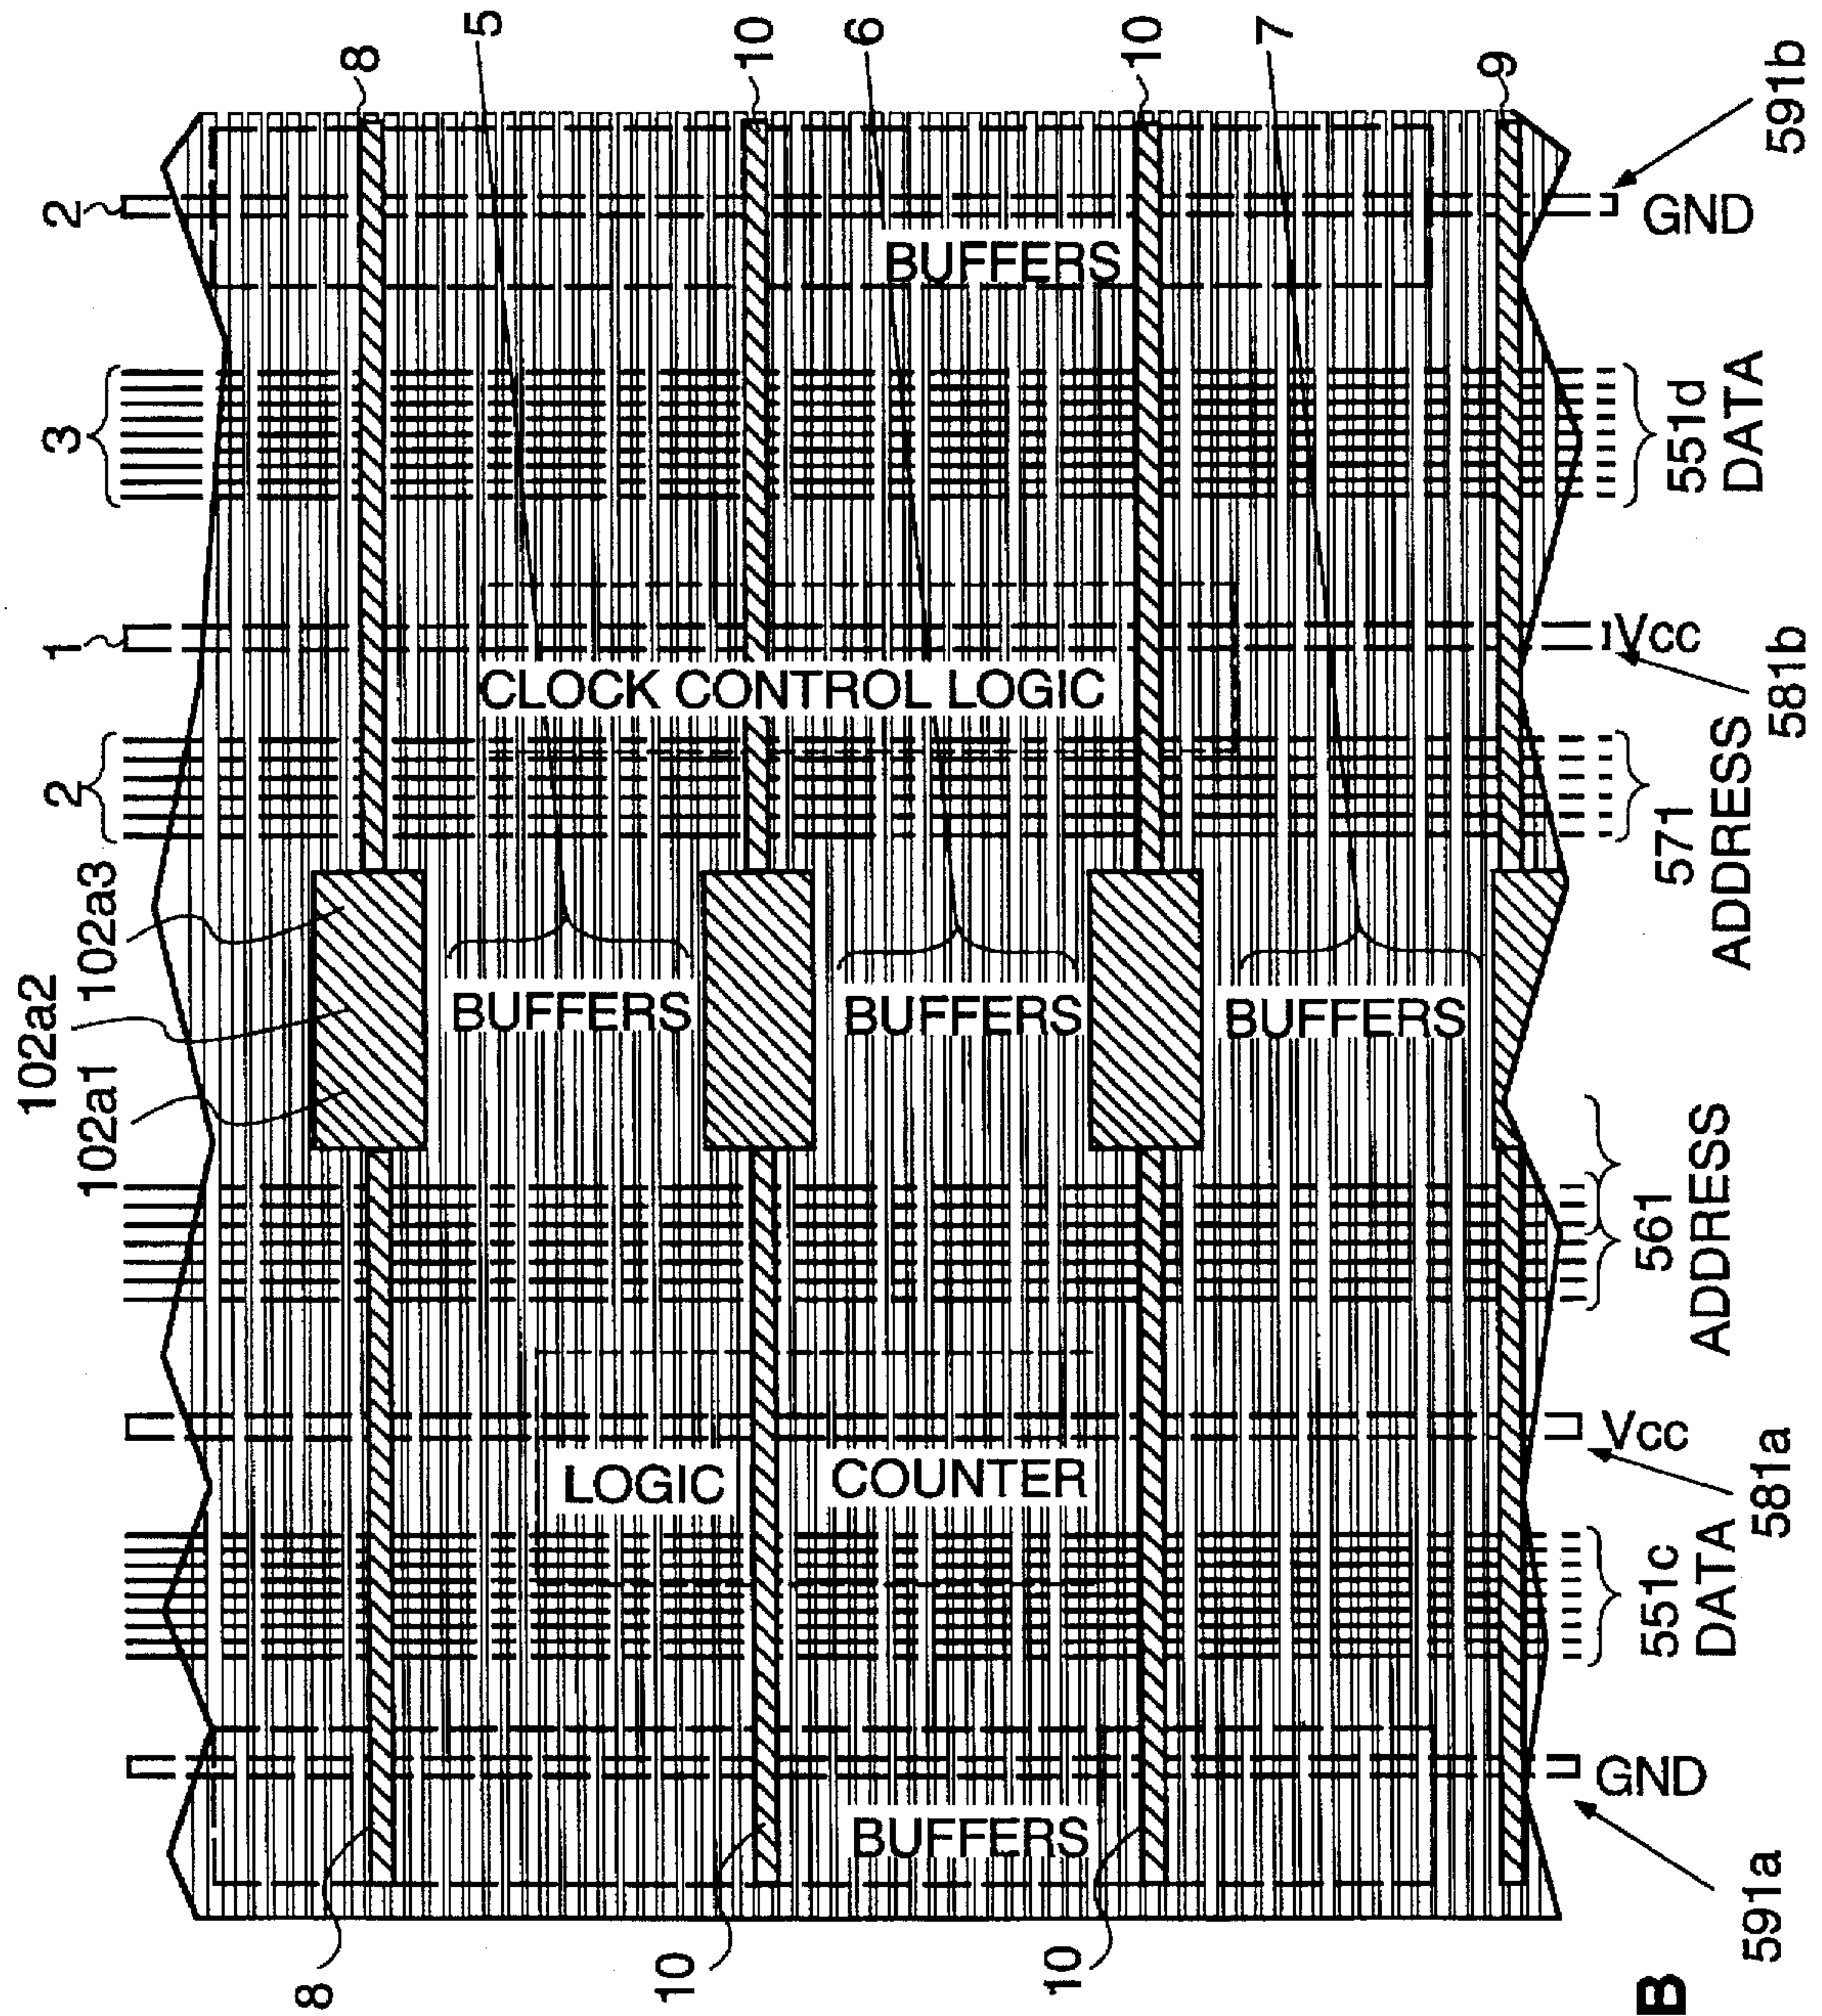 2
3
1
2
102a2
102a1
102a3
8
5
10
6
10
7
9
BUFFERS
CLOCK CONTROL LOGIC
BUFFERS
BUFFERS
BUFFERS
LOGIC
COUNTER
BUFFERS
591b
GND
551d
DATA
Vcc
581b
571
ADDRESS
561
ADDRESS
Vcc
581a
551c
DATA
GND
591a
8
10
10
B